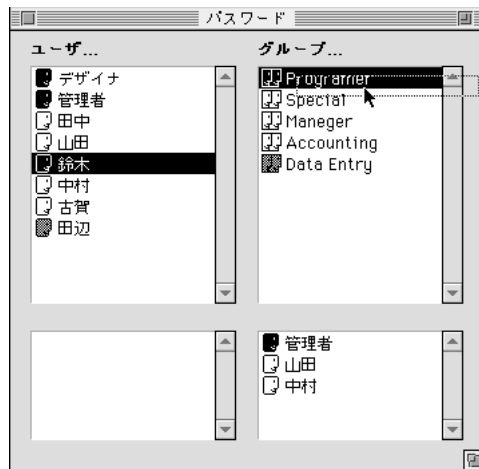 パスワード
ユーザ...
デザイナ
管理者
田中
山田
鈴木
中村
古賀
田辺
グループ...
Programer
Special
Maneger
Accounting
Data Entry
管理者
山田
中村